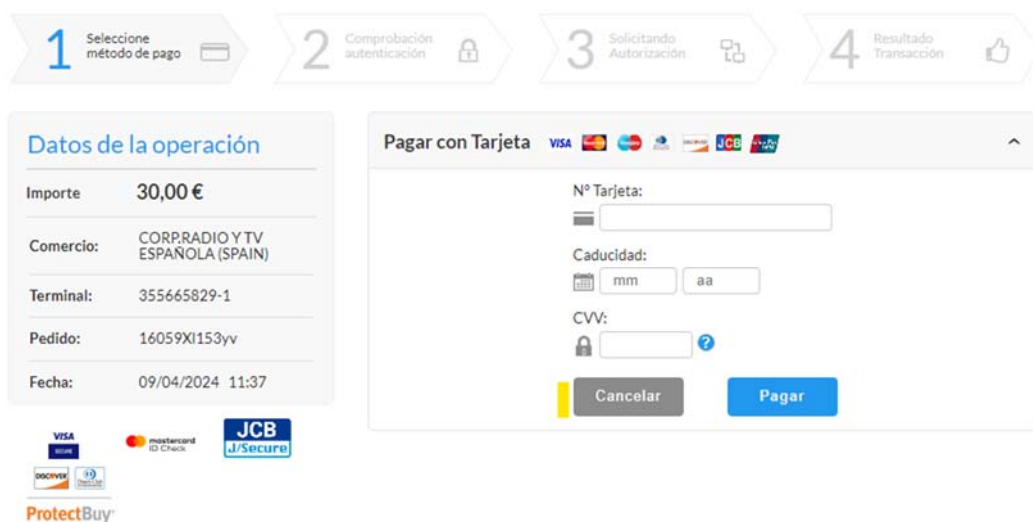 1 Seleccione
método de pago
2 Comprobación
autenticación
3 Solicitando
Autorización
4 Resultado
Transacción
Datos de la operación
Importe 30,00 €
Comercio: CORP.RADIO Y TV
ESPAÑOLA (SPAIN)
Terminal: 355665829-1
Pedido: 16059XI153yv
Fecha: 09/04/2024 11:37
VISA
SECURE
mastercard
ID Check
JCB
J/Secure
DISCOVER
ProtectBuy
Pagar con Tarjeta VISA JCB
Nº Tarjeta:
Caducidad:
mm aa
CVV:
?
Cancelar Pagar